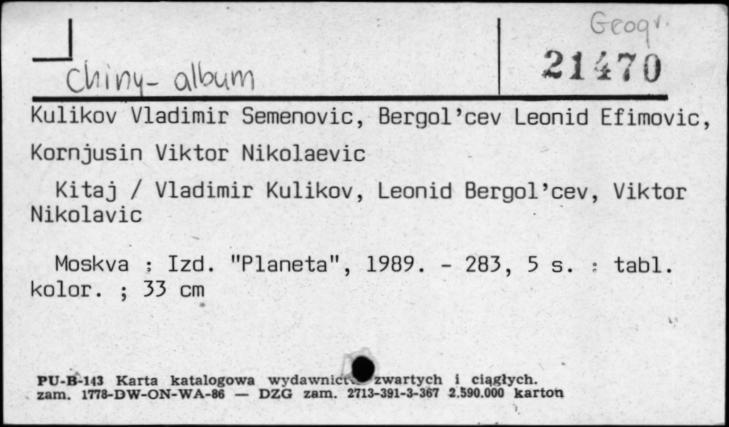 Geogr.
21470
Chiny- album
Kulikov Vladimir Semenovic, Bergol'cev Leonid Efimovic,
Kornjusin Viktor Nikolaevic
Kitaj / Vladimir Kulikov, Leonid Bergol'cev, Viktor
Nikolavic
Moskva ; Izd. "Planeta", 1989. - 283, 5 s. : tabl.
kolor. ; 33 cm
PU-B-143 Karta katalogowa zwartych i ciągłych.
zam. 1778-DW-ON-WA-86 — DZG zam. 2713-391-3-367 2.590.000 karton